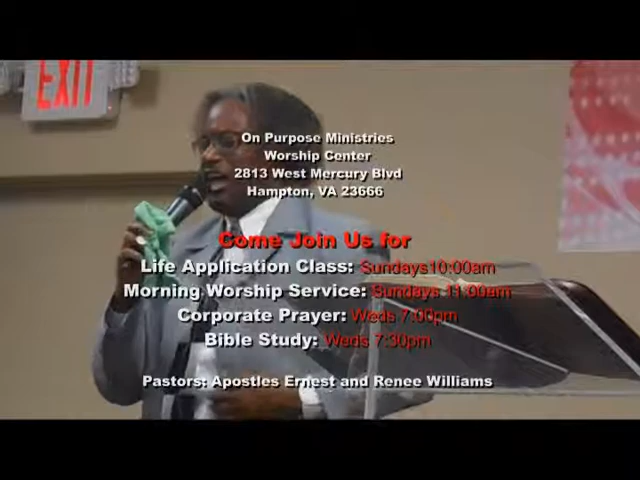 EXIT
On Purpose Ministries
Worship Center
2813 West Mercury Blvd
Hampton, VA 23666
Come Join Us for
Life Application Class: Sundays10:00am
Morning Worship Service: Sundays 11:00am
Corporate Prayer: Weds 7:00pm
Bible Study: Weds 7:30pm
Pastors: Apostles Ernest and Renee Williams